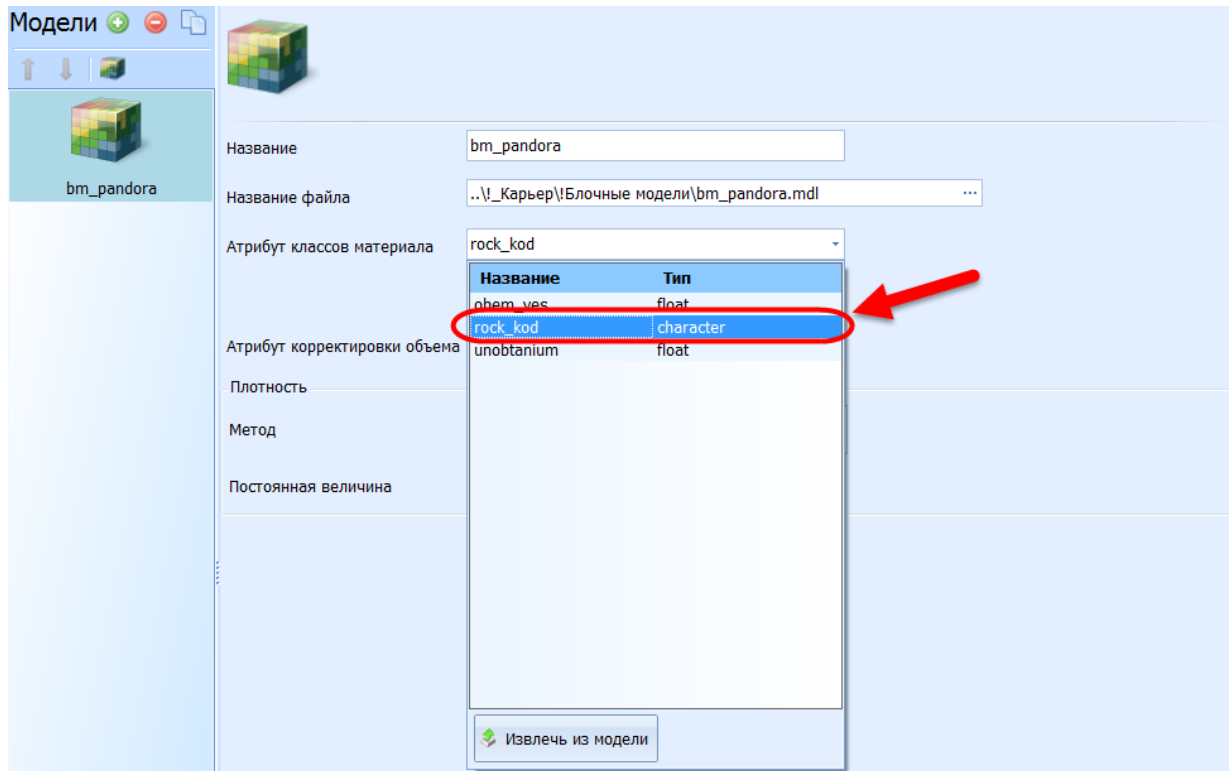 Модели
bm_pandora
Название
bm_pandora
Название файла
..\!_Карьер\!Блочные модели\bm_pandora.mdl ...
Атрибут классов материала
rock_kod
Название Тип
obem_ves float
rock_kod character
unobtanium float
Атрибут корректировки объема
Плотность
Метод
Постоянная величина
Извлечь из модели